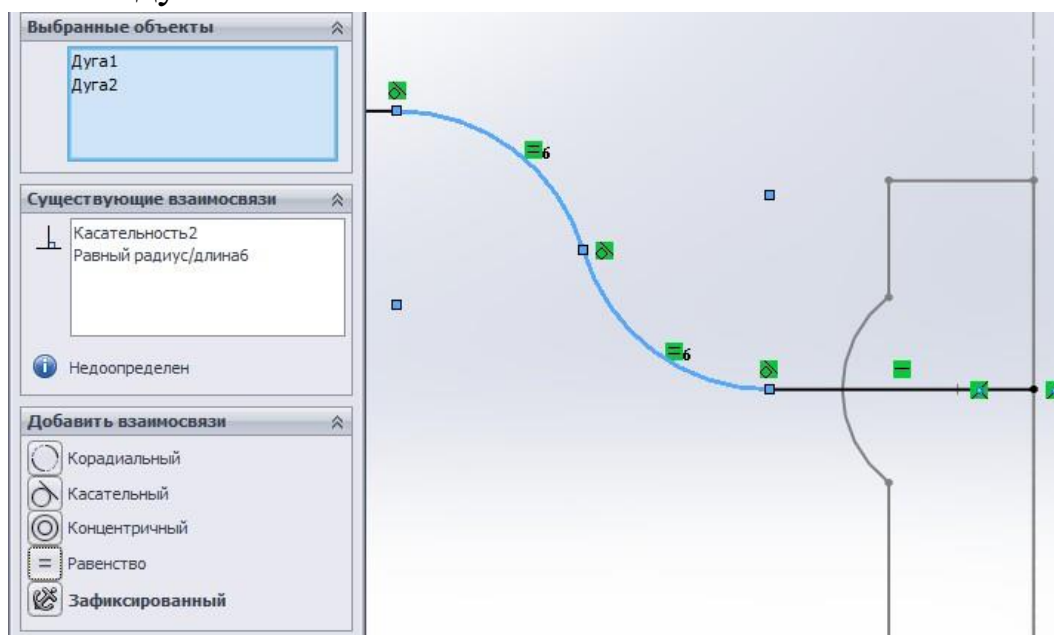 Выбранные объекты
Дуга1
Дуга2
Существующие взаимосвязи
Касательность2
Равный радиус/длина6
Недоопределен
Добавить взаимосвязи
Корадиальный
Касательный
Концентричный
Равенство
Зафиксированный
6
6